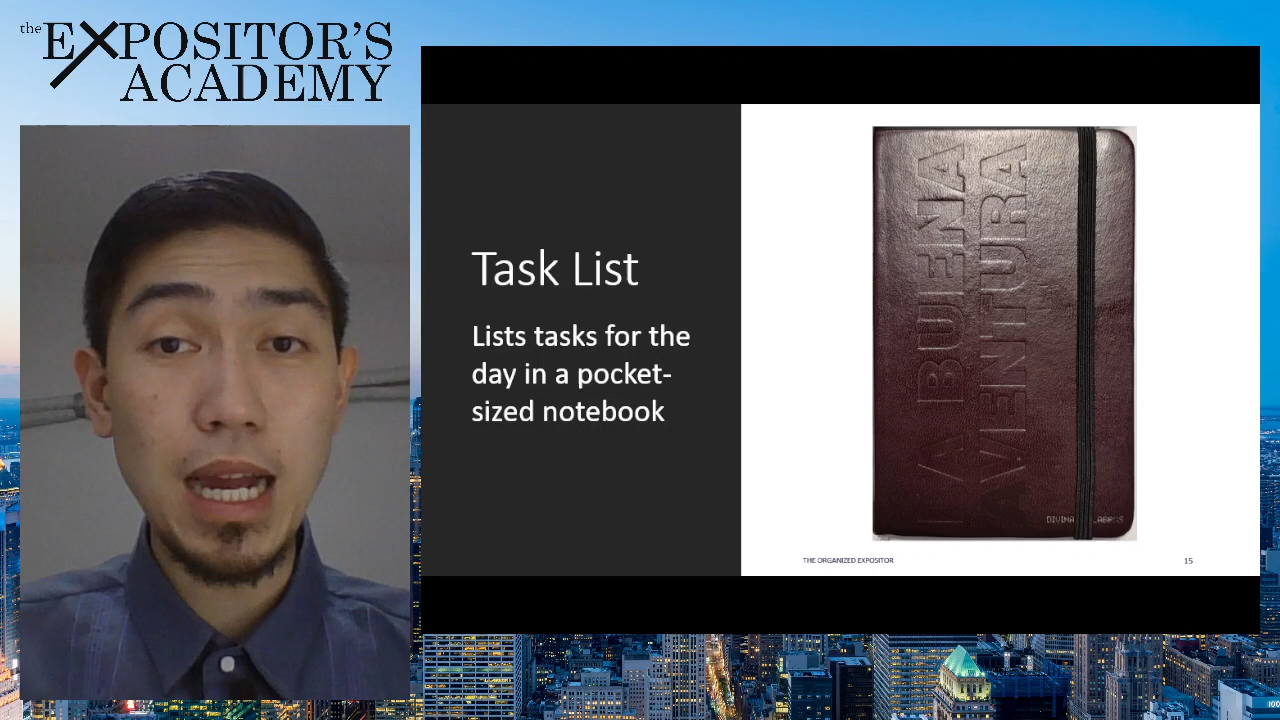 the EXPOSITOR'S
ACADEMY
Task List
Lists tasks for the
day in a pocket-
sized notebook
LA BUENA
AVENTURA
THE ORGANIZED EXPOSITOR
15